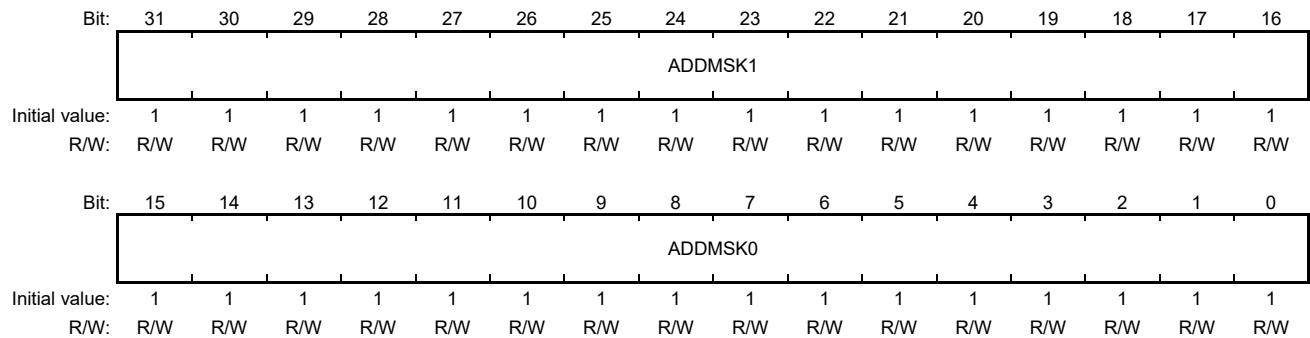 Bit: 31 30 29 28 27 26 25 24 23 22 21 20 19 18 17 16
ADDMSK1
Initial value: 1 1 1 1 1 1 1 1 1 1 1 1 1 1 1 1
R/W: R/W R/W R/W R/W R/W R/W R/W R/W R/W R/W R/W R/W R/W R/W R/W R/W
Bit: 15 14 13 12 11 10 9 8 7 6 5 4 3 2 1 0
ADDMSK0
Initial value: 1 1 1 1 1 1 1 1 1 1 1 1 1 1 1 1
R/W: R/W R/W R/W R/W R/W R/W R/W R/W R/W R/W R/W R/W R/W R/W R/W R/W